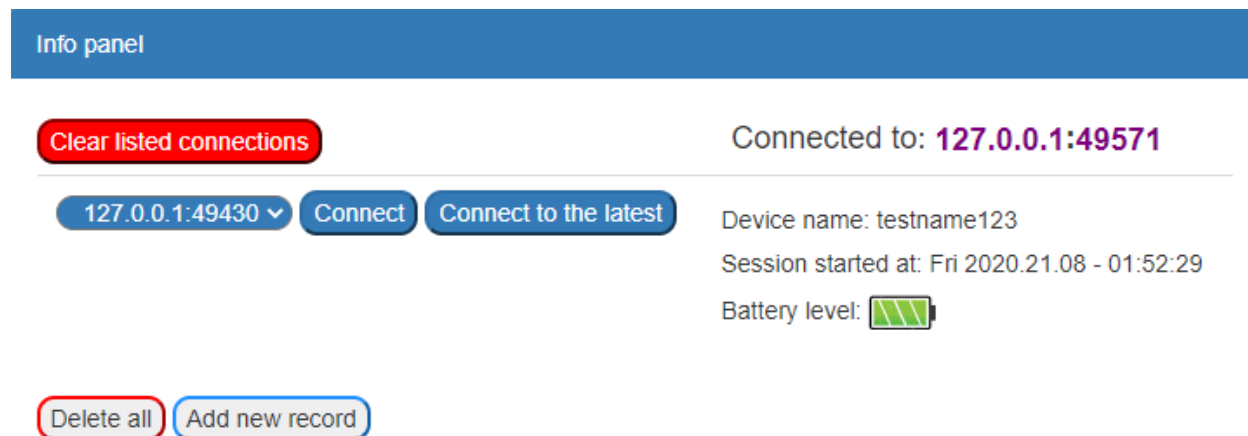 Info panel
Clear listed connections
Connected to: 127.0.0.1:49571
127.0.0.1:49430 Connect Connect to the latest
Device name: testname123
Session started at: Fri 2020.21.08 - 01:52:29
Battery level:
Delete all Add new record